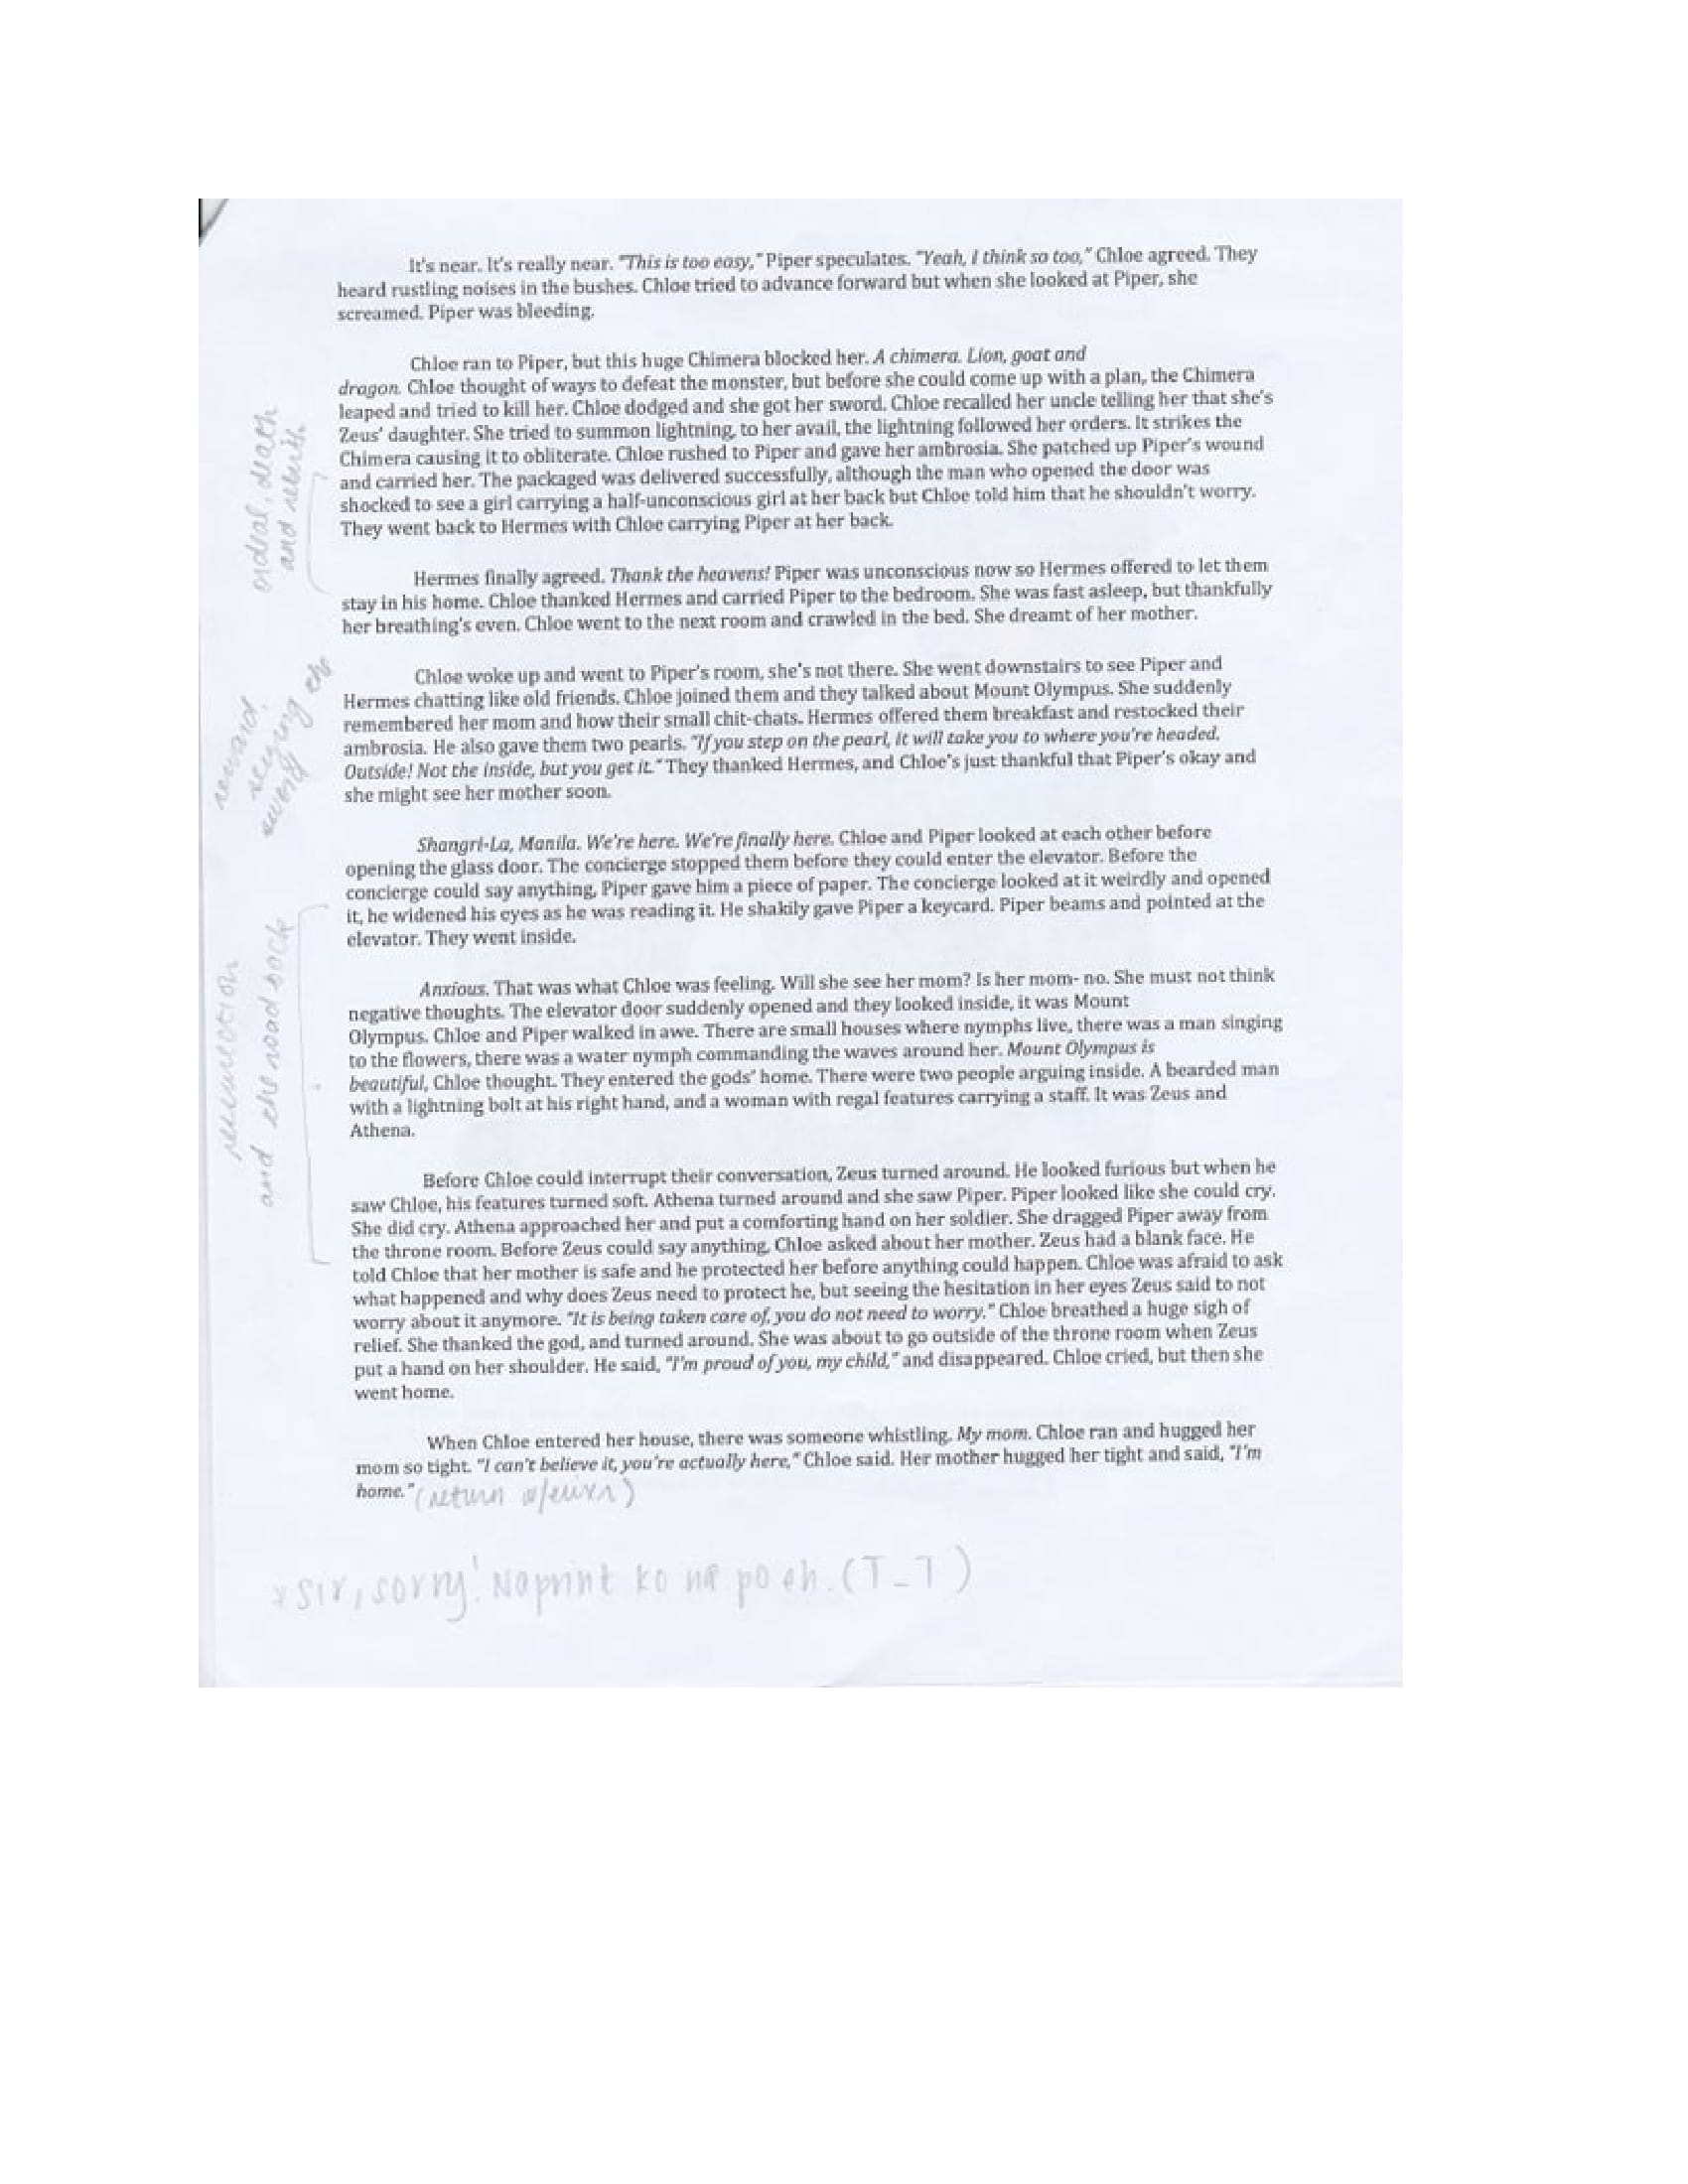 It's near. It's really near. "This is too easy," Piper speculates. "Yeah, I think so too," Chloe agreed. They
heard rustling noises in the bushes. Chloe tried to advance forward but when she looked at Piper, she
screamed. Piper was bleeding.
Chloe ran to Piper, but this huge Chimera blocked her. A chimera. Lion, goat and
dragon. Chloe thought of ways to defeat the monster, but before she could come up with a plan, the Chimera
leaped and tried to kill her. Chloe dodged and she got her sword. Chloe recalled her uncle telling her that she's
Zeus' daughter. She tried to summon lightning, to her avail, the lightning followed her orders. It strikes the
Chimera causing it to obliterate. Chloe rushed to Piper and gave her ambrosia. She patched up Piper's wound
and carried her. The packaged was delivered successfully, although the man who opened the door was
shocked to see a girl carrying a half-unconscious girl at her back but Chloe told him that he shouldn't worry.
They went back to Hermes with Chloe carrying Piper at her back.
ordeal, death
and rebirth
Hermes finally agreed. Thank the heavens! Piper was unconscious now so Hermes offered to let them
stay in his home. Chloe thanked Hermes and carried Piper to the bedroom. She was fast asleep, but thankfully
her breathing's even. Chloe went to the next room and crawled in the bed. She dreamt of her mother.
Chloe woke up and went to Piper's room, she's not there. She went downstairs to see Piper and
Hermes chatting like old friends. Chloe joined them and they talked about Mount Olympus. She suddenly
remembered her mom and how their small chit-chats. Hermes offered them breakfast and restocked their
ambrosia. He also gave them two pearls. "If you step on the pearl, it will take you to where you're headed.
Outside! Not the inside, but you get it." They thanked Hermes, and Chloe's just thankful that Piper's okay and
she might see her mother soon.
reward,
seizing the
sword
Shangri-La, Manila. We're here. We're finally here. Chloe and Piper looked at each other before
opening the glass door. The concierge stopped them before they could enter the elevator. Before the
concierge could say anything, Piper gave him a piece of paper. The concierge looked at it weirdly and opened
it, he widened his eyes as he was reading it. He shakily gave Piper a keycard. Piper beams and pointed at the
elevator. They went inside.
Anxious. That was what Chloe was feeling. Will she see her mom? Is her mom- no. She must not think
negative thoughts. The elevator door suddenly opened and they looked inside, it was Mount
Olympus. Chloe and Piper walked in awe. There are small houses where nymphs live, there was a man singing
to the flowers, there was a water nymph commanding the waves around her. Mount Olympus is
beautiful, Chloe thought. They entered the gods' home. There were two people arguing inside. A bearded man
with a lightning bolt at his right hand, and a woman with regal features carrying a staff. It was Zeus and
Athena.
resurrection
and the road back
Before Chloe could interrupt their conversation, Zeus turned around. He looked furious but when he
saw Chloe, his features turned soft. Athena turned around and she saw Piper. Piper looked like she could cry.
She did cry. Athena approached her and put a comforting hand on her soldier. She dragged Piper away from
the throne room. Before Zeus could say anything, Chloe asked about her mother. Zeus had a blank face. He
told Chloe that her mother is safe and he protected her before anything could happen. Chloe was afraid to ask
what happened and why does Zeus need to protect he, but seeing the hesitation in her eyes Zeus said to not
worry about it anymore. "It is being taken care of, you do not need to worry." Chloe breathed a huge sigh of
relief. She thanked the god, and turned around. She was about to go outside of the throne room when Zeus
put a hand on her shoulder. He said, "I'm proud of you, my child," and disappeared. Chloe cried, but then she
went home.
When Chloe entered her house, there was someone whistling. My mom. Chloe ran and hugged her
mom so tight. "I can't believe it, you're actually here," Chloe said. Her mother hugged her tight and said, "I'm
home." (return w/elixir)
* Sir, sorry! Naprint ko na po eh. (T_T)